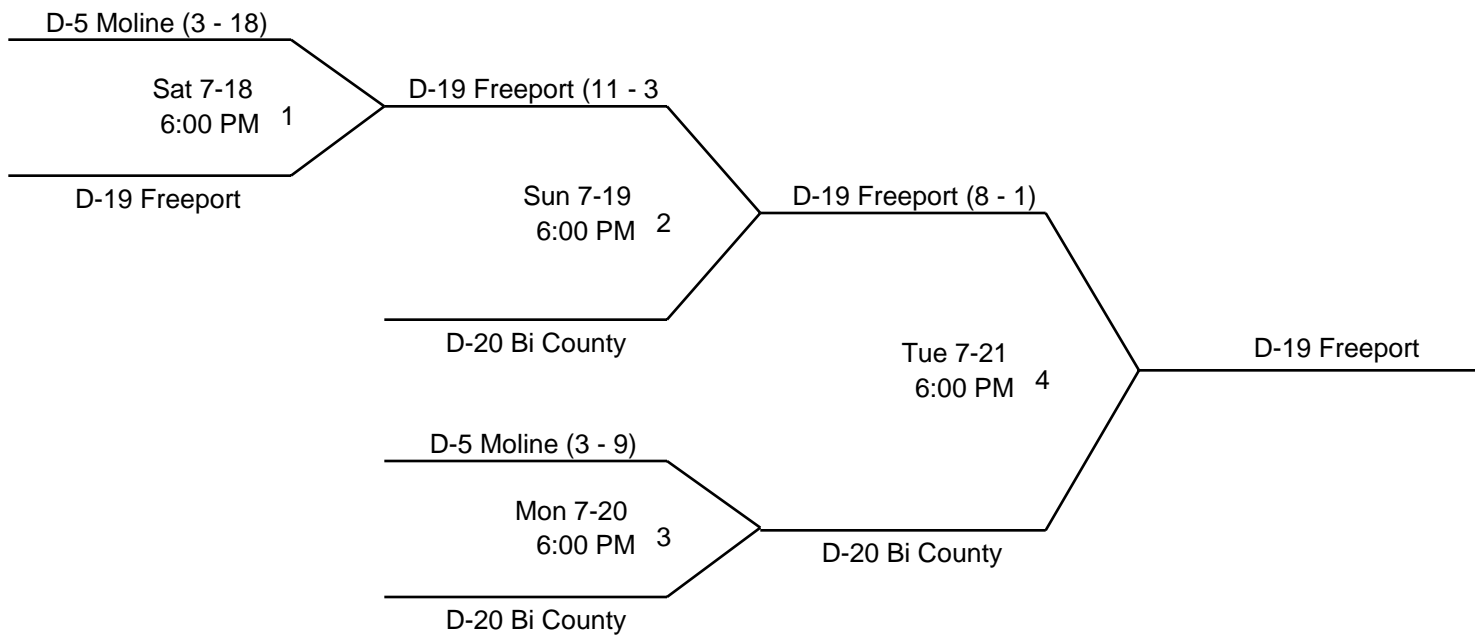 D-5 Moline (3 - 18)
Sat 7-18
6:00 PM 1
D-19 Freeport
D-19 Freeport (11 - 3
Sun 7-19
6:00 PM 2
D-20 Bi County
D-19 Freeport (8 - 1)
Tue 7-21
6:00 PM 4
D-19 Freeport
D-5 Moline (3 - 9)
Mon 7-20
6:00 PM 3
D-20 Bi County
D-20 Bi County